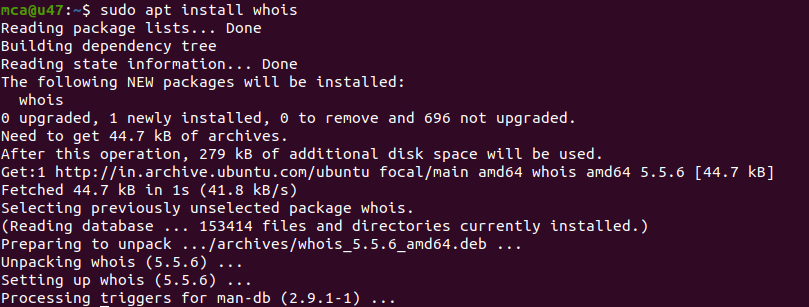 mca@u47:~$ sudo apt install whois
Reading package lists... Done
Building dependency tree
Reading state information... Done
The following NEW packages will be installed:
  whois
0 upgraded, 1 newly installed, 0 to remove and 696 not upgraded.
Need to get 44.7 kB of archives.
After this operation, 279 kB of additional disk space will be used.
Get:1 http://in.archive.ubuntu.com/ubuntu focal/main amd64 whois amd64 5.5.6 [44.7 kB]
Fetched 44.7 kB in 1s (41.8 kB/s)
Selecting previously unselected package whois.
(Reading database ... 153414 files and directories currently installed.)
Preparing to unpack .../archives/whois_5.5.6_amd64.deb ...
Unpacking whois (5.5.6) ...
Setting up whois (5.5.6) ...
Processing triggers for man-db (2.9.1-1) ...